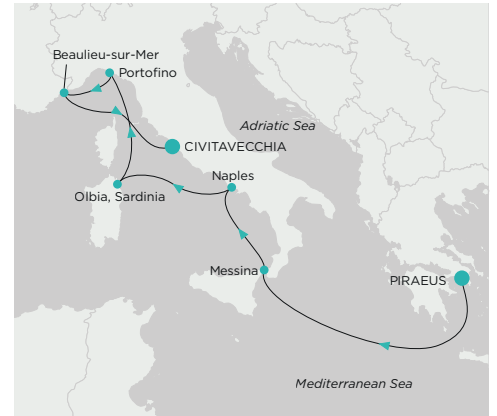 Beaulieu-sur-Mer
Portofino
Adriatic Sea
CIVITAVECCHIA
Naples
Olbia, Sardinia
Messina
PIRAEUS
Mediterranean Sea